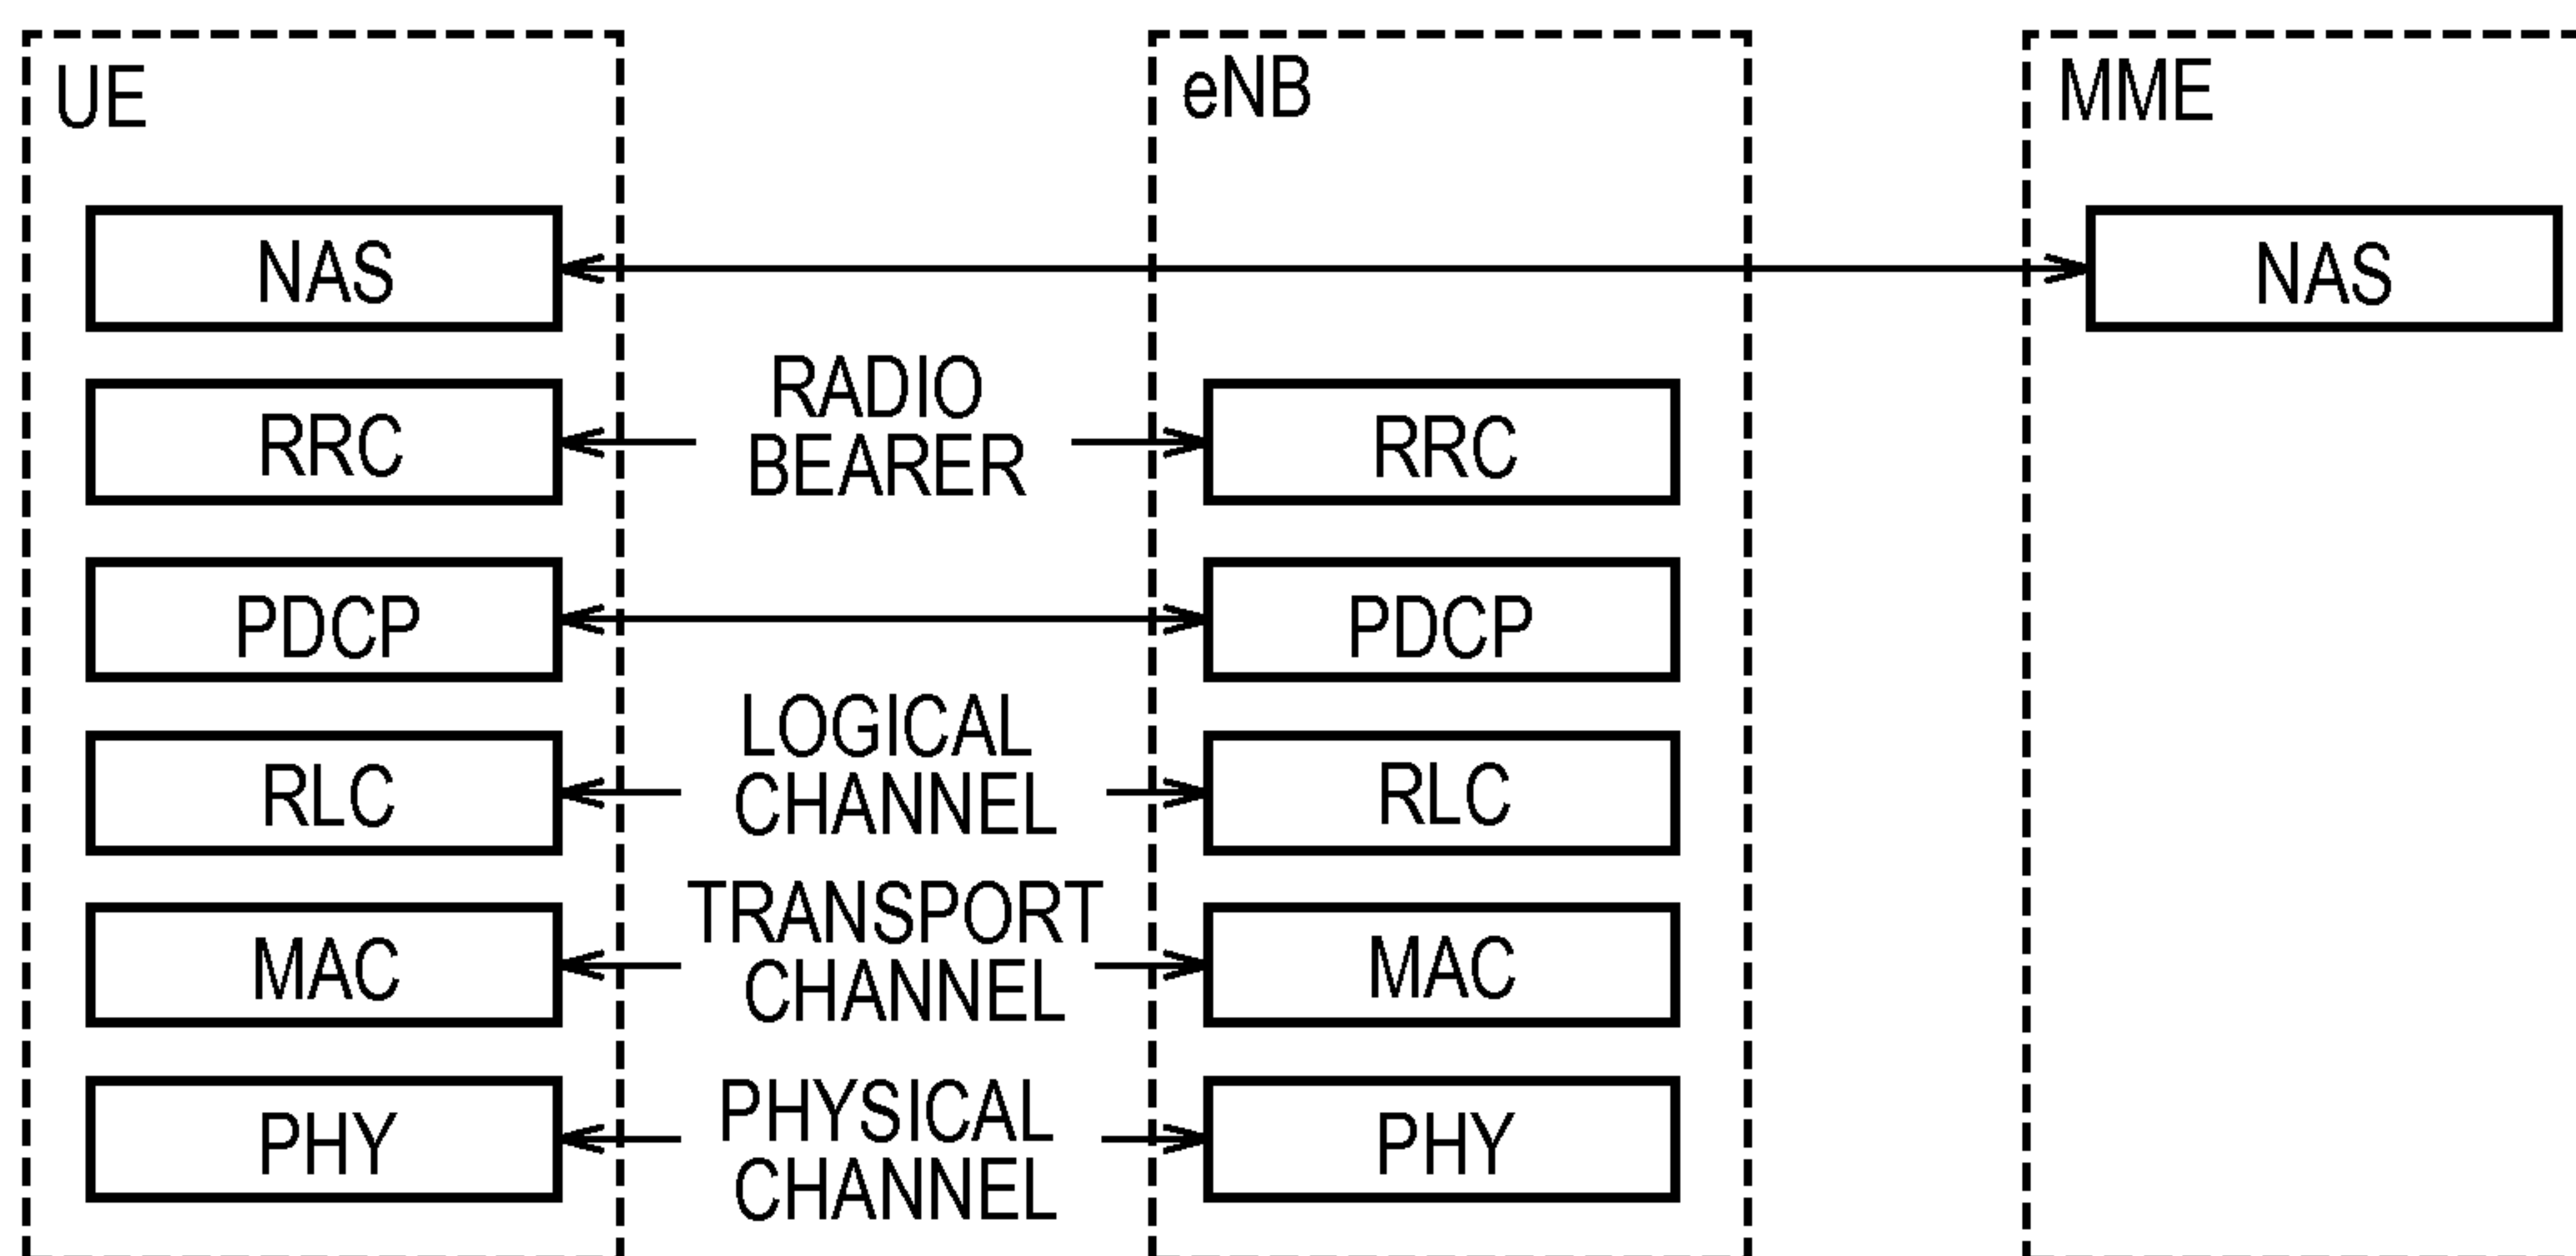 UE
eNB
MME
NAS
NAS
RADIO
BEARER
RRC
RRC
PDCP
PDCP
LOGICAL
CHANNEL
RLC
RLC
TRANSPORT
CHANNEL
MAC
MAC
PHYSICAL
CHANNEL
PHY
PHY